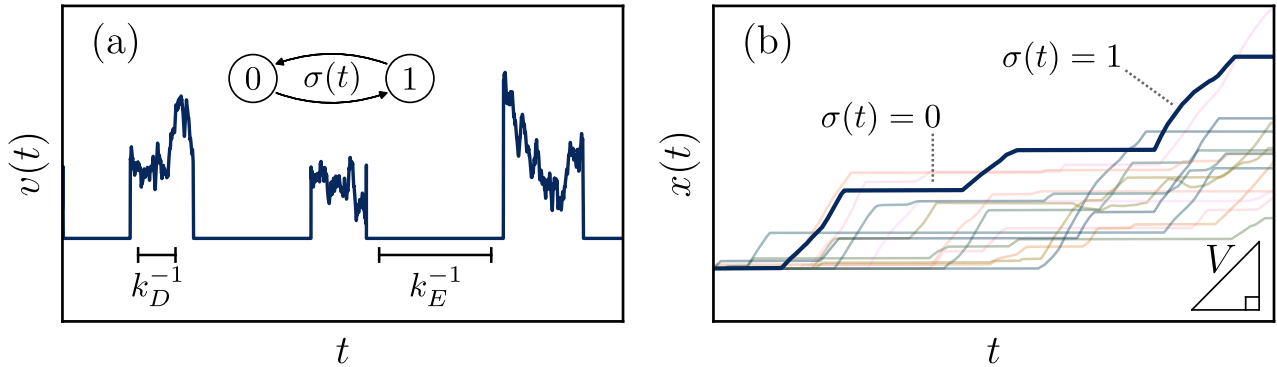 (a)
0 σ(t) 1
v(t)
k_D^{-1}
k_E^{-1}
t
(b)
σ(t) = 1
σ(t) = 0
x(t)
V
t